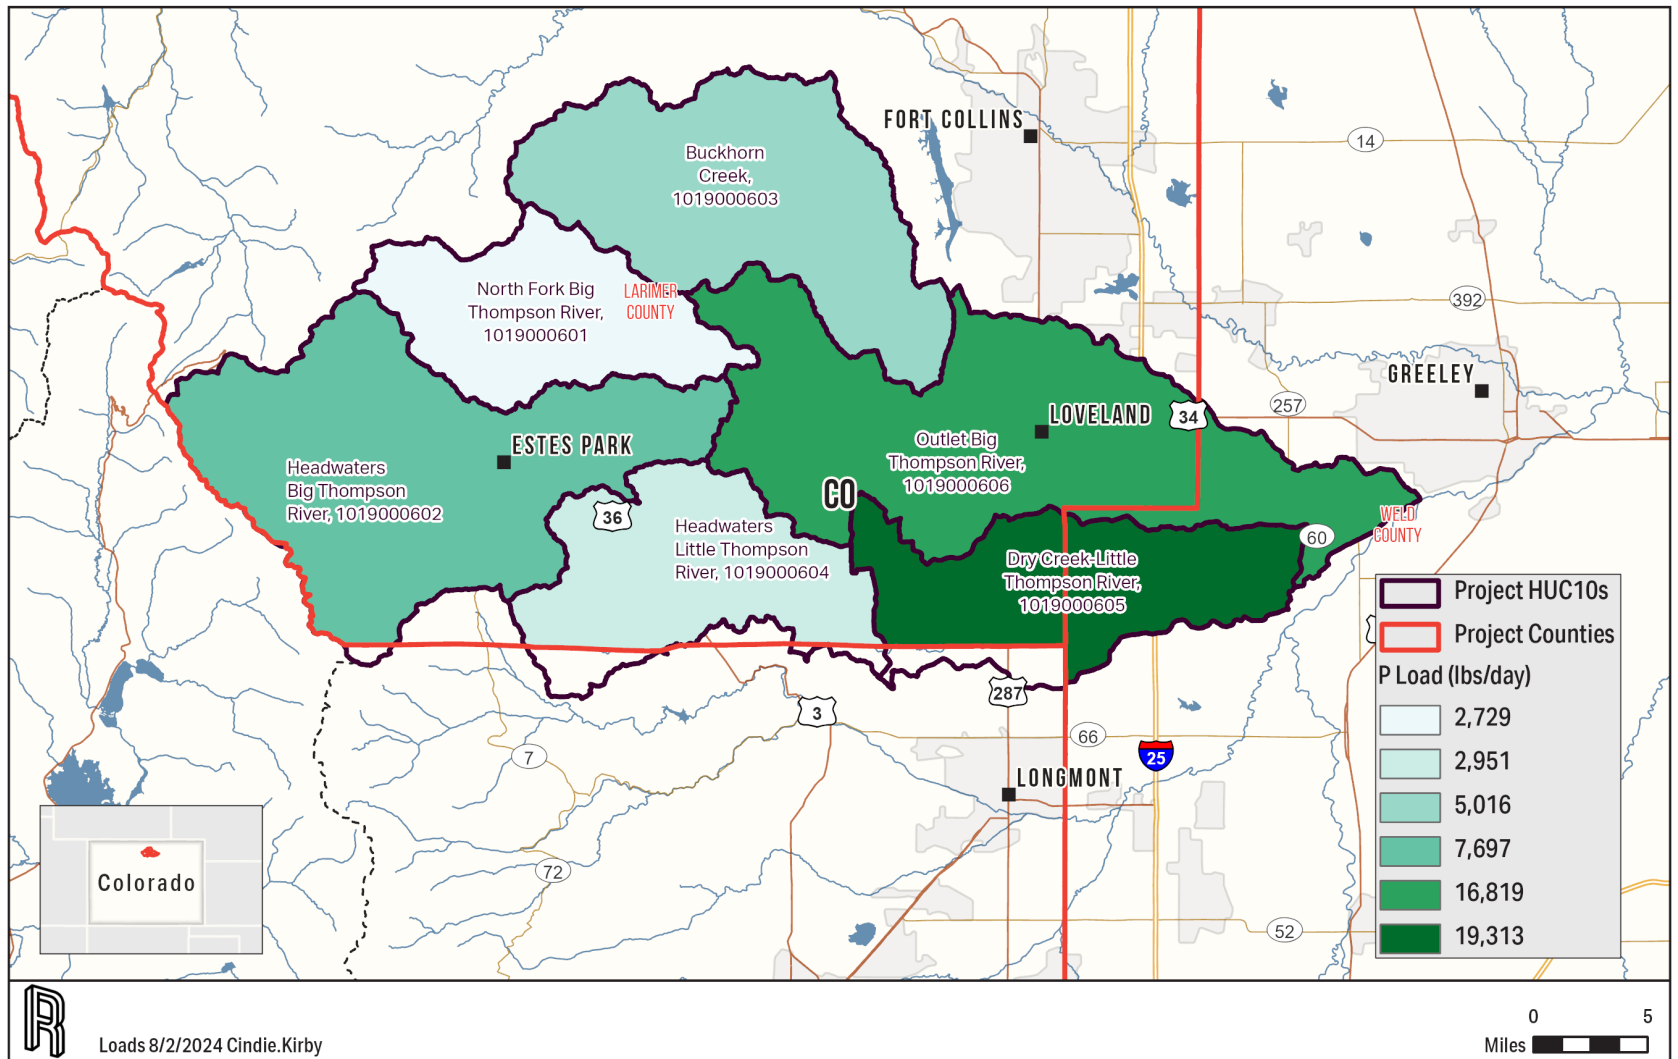 FORT COLLINS
14
Buckhorn
Creek,
1019000603
North Fork Big
Thompson River,
1019000601
LARIMER
COUNTY
392
GREELEY
257
34
LOVELAND
ESTES PARK
Outlet Big
Thompson River,
1019000606
Headwaters
Big Thompson
River, 1019000602
CO
36
Headwaters
Little Thompson
River, 1019000604
WELD
COUNTY
60
Dry Creek-Little
Thompson River,
1019000605
287
3
66
7
25
LONGMONT
72
52
Project HUC10s
Project Counties
P Load (lbs/day)
2,729
2,951
5,016
7,697
16,819
19,313
Colorado
R
Loads 8/2/2024 Cindie.Kirby
0 5
Miles